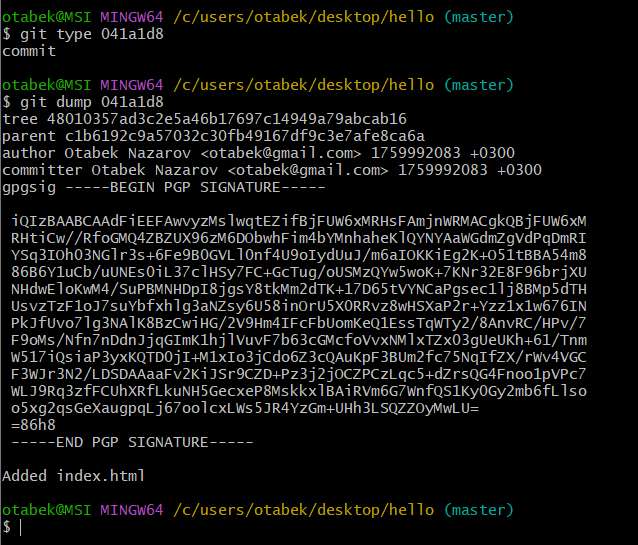 otabek@MSI MINGW64 /c/users/otabek/desktop/hello (master)
$ git type 041a1d8
commit
otabek@MSI MINGW64 /c/users/otabek/desktop/hello (master)
$ git dump 041a1d8
tree 48010357ad3c2e5a46b17697c14949a79abcab16
parent c1b6192c9a57032c30fb49167df9c3e7afe8ca6a
author Otabek Nazarov <otabek@gmail.com> 1759992083 +0300
committer Otabek Nazarov <otabek@gmail.com> 1759992083 +0300
gpgsig -----BEGIN PGP SIGNATURE-----
iQIzBAABCAAdFiEEFAwvyzMslwqtEZifBjFUW6xMRHsFAmjnWRMACgkQBjFUW6xM
RHtiCw//RfoGMQ4ZBZUX96zM6DObwhFim4bYMnhaheKlQYNYAaWGdmZgVdPqDmRI
YSq3IOh03NGlr3s+6Fe9B0GVLlOnf4U9oIydUuJ/m6aIOKKiEg2K+O51tBBA54m8
86B6Y1uCb/uUNEsOiL37clHSy7FC+GcTug/oUSMzQYw5woK+7KNr32E8F96brjXU
NHdwEloKwM4/SuPBMNHDpI8jgsY8tkMm2dTK+17D65tVYNCaPgsec1lj8BMp5dTH
UsvzTzF1oJ7suYbfxhlg3aNZsy6U58inOrU5XORRvz8wHSXaP2r+Yzz1x1w676IN
PkJfUvo7lg3NAlK8BzCwiHG/2V9Hm4IFcFbUomKeQ1EssTqWTy2/8AnvRC/HPv/7
F9oMs/Nfn7nDdnJjqGImK1hjlVuvF7b63cGMcfoVvxNMlxTZx03gUeUKh+61/Tnm
W517iQsiaP3yxKQTD0jI+M1xIo3jCdo6Z3cQAuKpF3BUm2fc75NqIfZX/rWv4VGC
F3WJr3N2/LDSDAAaaFv2KiJSr9CZD+Pz3j2jOCZPCzLqc5+dZrsQG4Fnoo1pVPc7
WLJ9Rq3zfFCUhXRfLkuNH5GecxeP8MskkxlBAiRVm6G7WnfQS1Ky0Gy2mb6fLlso
o5xg2qsGeXaugpqLj67oolcxLWs5JR4YzGm+UHh3LSQZZOyMwLU=
=86h8
-----END PGP SIGNATURE-----
Added index.html
otabek@MSI MINGW64 /c/users/otabek/desktop/hello (master)
$